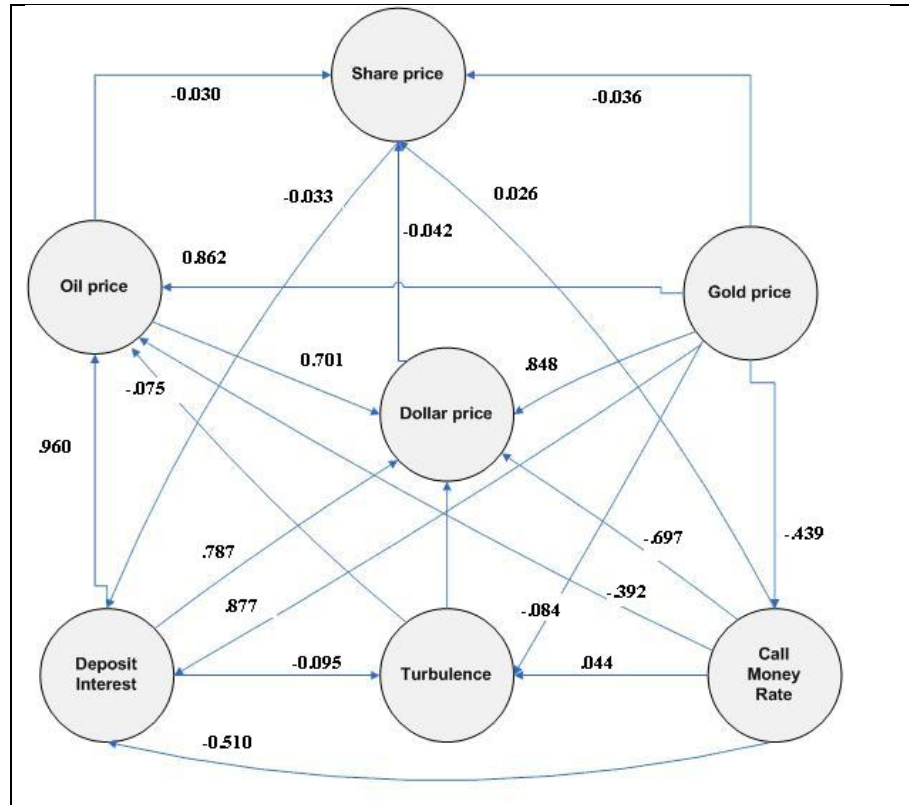 Share price
-0.030
-0.036
-0.033
0.026
-0.042
Oil price
0.862
Gold price
0.701
.848
-.075
Dollar price
.960
.787
-.697
-.439
.877
-.084
-.392
Deposit
Interest
-0.095
Turbulence
.044
Call
Money
Rate
-0.510